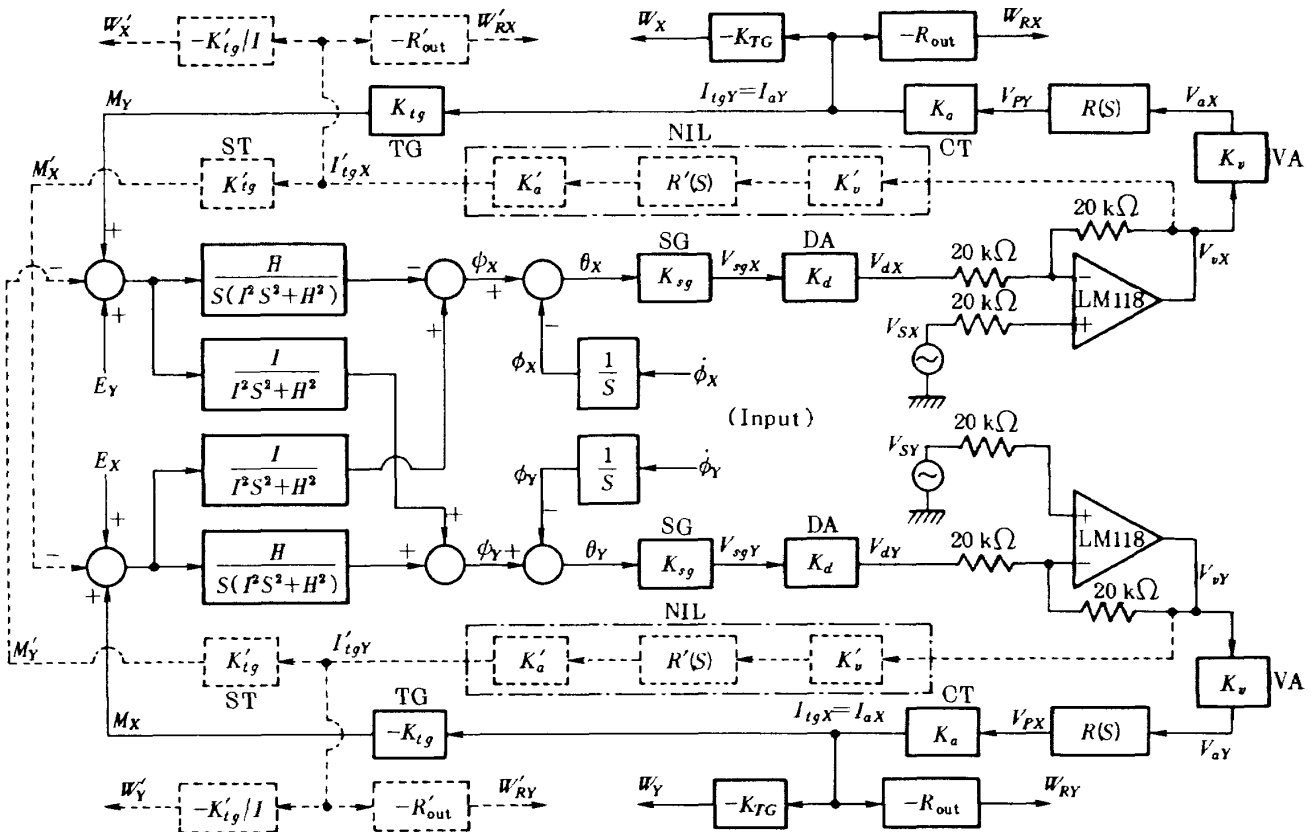 W'X -K'tg/I -R'out W'RX WX -KTG -Rout WRX
MY Ktg TG ItgY=IaY Ka CT VPY R(S) VaX
Kv VA
NIL
M'X ST K'tg I'tgX K'a R'(S) K'v
20 kΩ
+
- H/S(I²S²+H²) - φX + θX SG Ksg VsgX DA Kd VdX 20 kΩ - LM118 VvX
+ + - VSX 20 kΩ +
EY I/I²S²+H² φX 1/S φ̇X
(Input)
EX I/I²S²+H² φY 1/S φ̇Y VSY 20 kΩ
+ + - +
- H/S(I²S²+H²) + φY + θY SG Ksg VsgY DA Kd VdY 20 kΩ - LM118 VvY
+
20 kΩ
NIL
M'Y K'tg ST I'tgY K'a R'(S) K'v
Kv VA
MX TG -Ktg ItgX=IaX CT Ka VPX R(S) VaY
W'Y -K'tg/I -R'out W'RY WY -KTG -Rout WRY